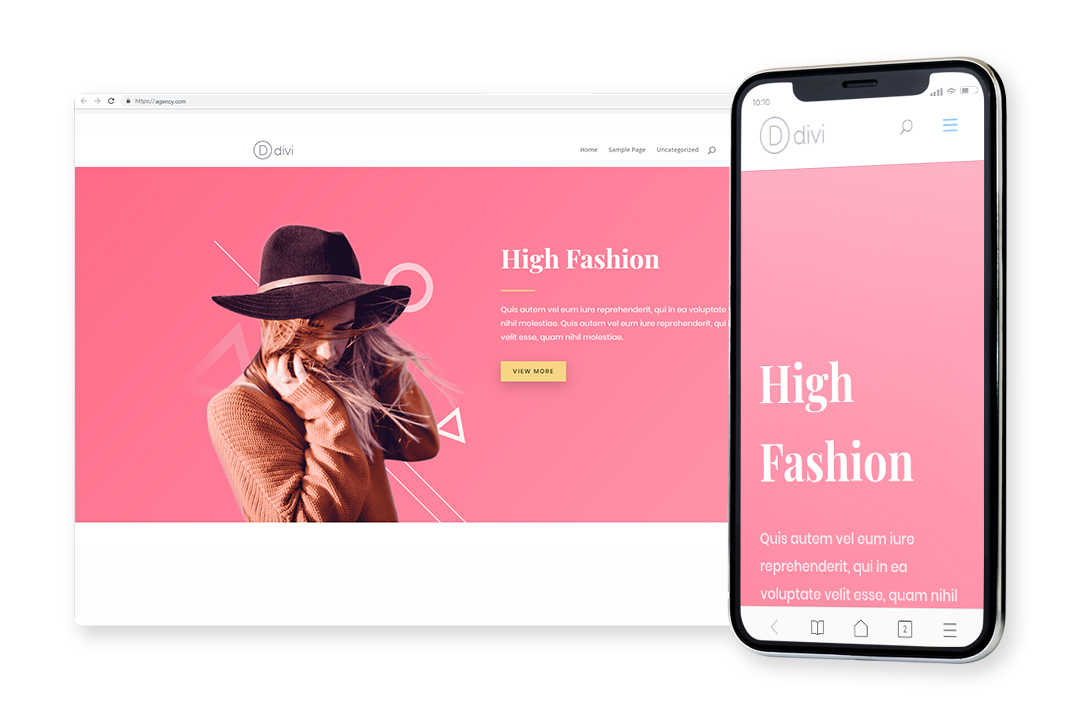 https://agency.com
D divi
Home Sample Page Uncategorized
High Fashion
Quis autem vel eum iure reprehenderit, qui in ea voluptate
nihil molestiae. Quis autem vel eum iure reprehenderit, qui
velit esse, quam nihil molestiae.
VIEW MORE
10:10
D divi
High
Fashion
Quis autem vel eum iure
reprehenderit, qui in ea
voluptate velit esse, quam nihil
2